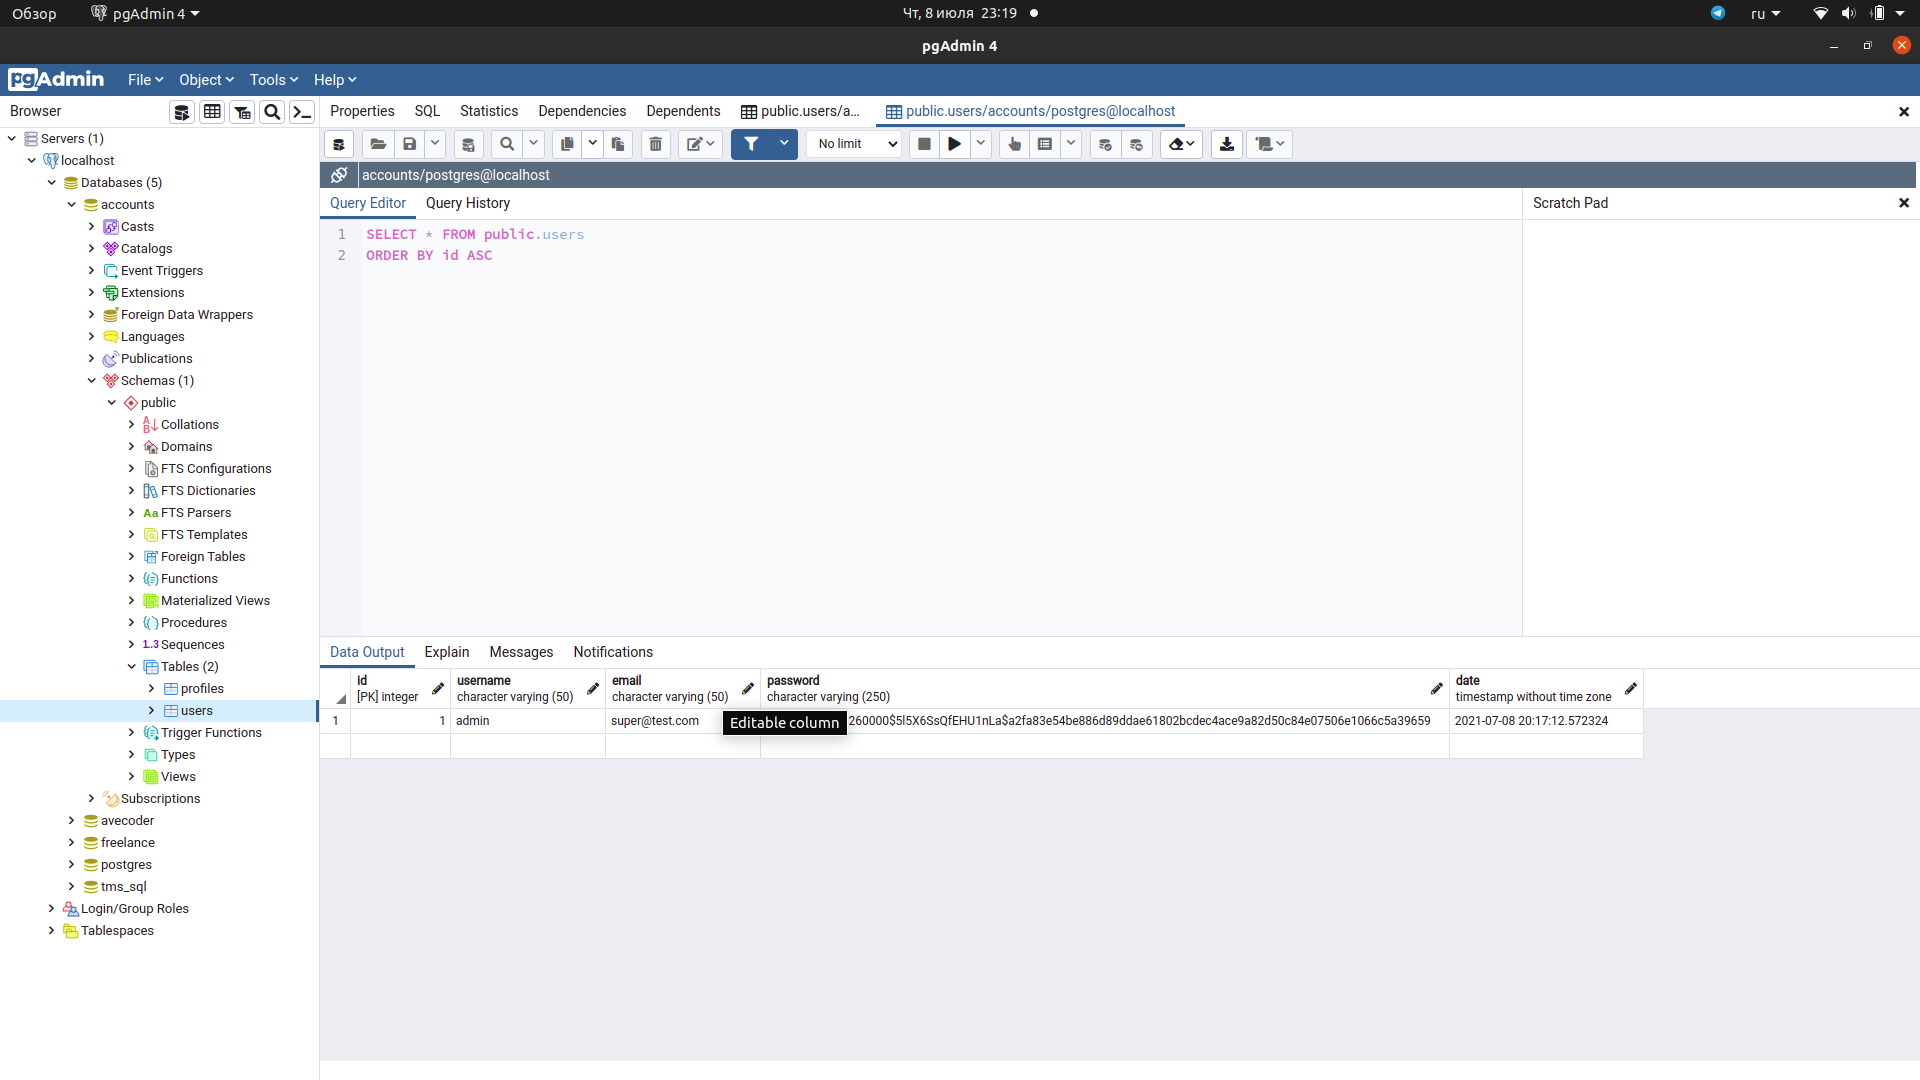 Обзор pgAdmin 4 Чт, 8 июля 23:19 ru
pgAdmin 4
pgAdmin File Object Tools Help
Browser
Properties SQL Statistics Dependencies Dependents public.users/a... public.users/accounts/postgres@localhost
No limit
accounts/postgres@localhost
Query Editor Query History Scratch Pad
1 SELECT * FROM public.users
2 ORDER BY id ASC
Servers (1)
localhost
Databases (5)
accounts
Casts
Catalogs
Event Triggers
Extensions
Foreign Data Wrappers
Languages
Publications
Schemas (1)
public
Collations
Domains
FTS Configurations
FTS Dictionaries
Aa FTS Parsers
FTS Templates
Foreign Tables
Functions
Materialized Views
Procedures
1..3 Sequences
Tables (2)
profiles
users
Trigger Functions
Types
Views
Subscriptions
avecoder
freelance
postgres
tms_sql
Login/Group Roles
Tablespaces
Data Output Explain Messages Notifications
id username email password date
[PK] integer character varying (50) character varying (50) character varying (250) timestamp without time zone
1 1 admin super@test.com 260000$5l5X6SsQfEHU1nLa$a2fa83e54be886d89ddae61802bcdec4ace9a82d50c84e07506e1066c5a39659 2021-07-08 20:17:12.572324
Editable column